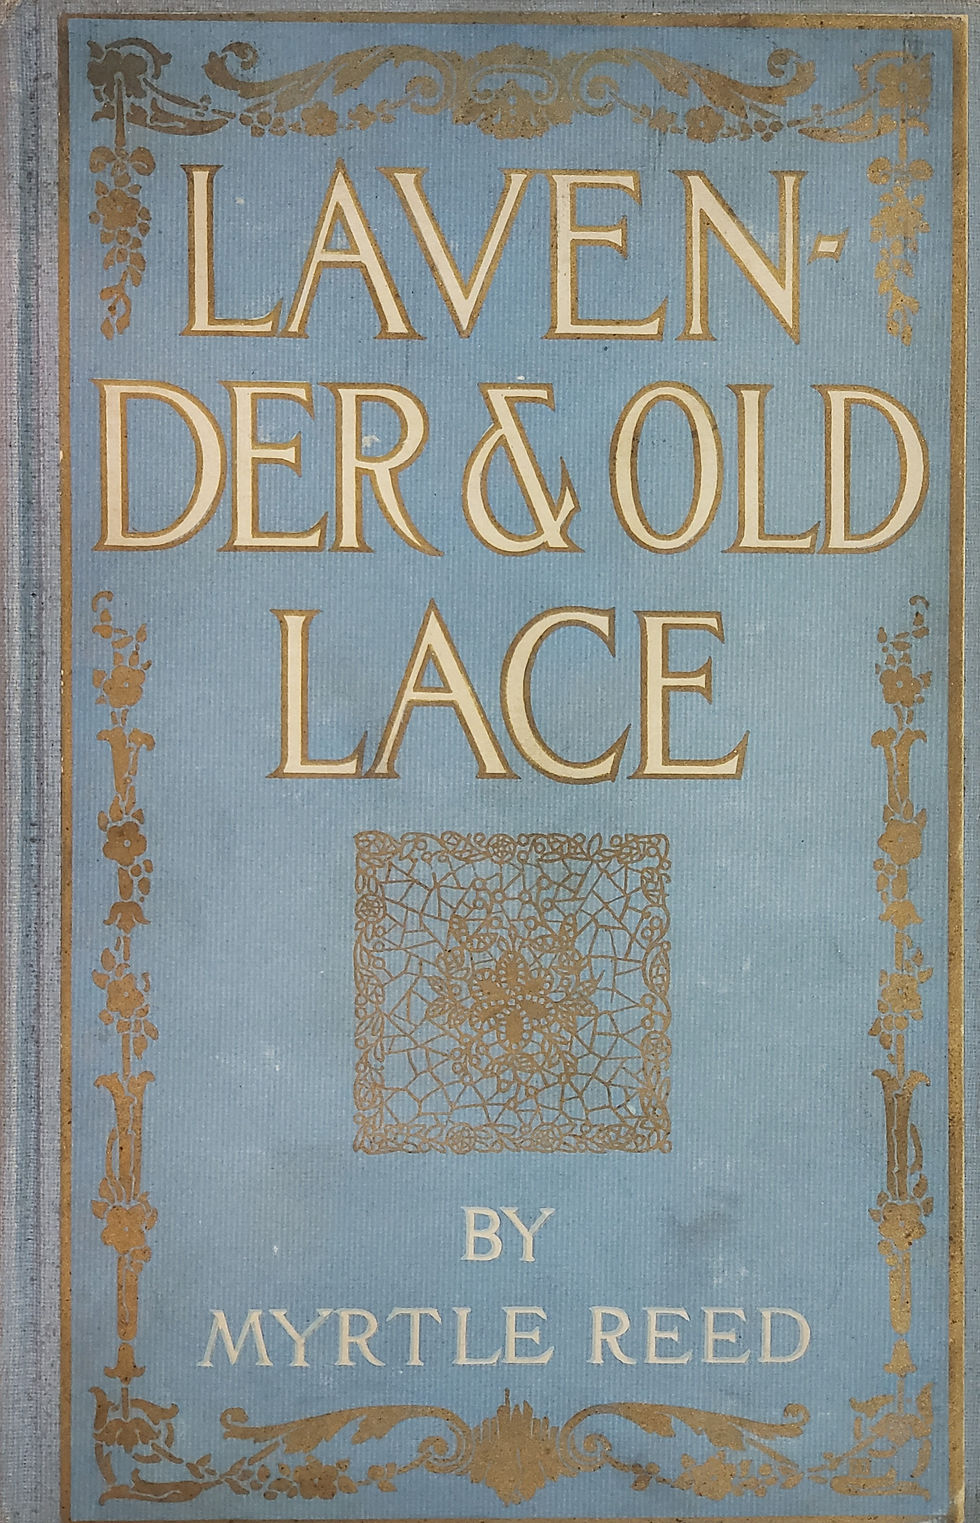 LAVEN-
DER & OLD
LACE
BY
MYRTLE REED